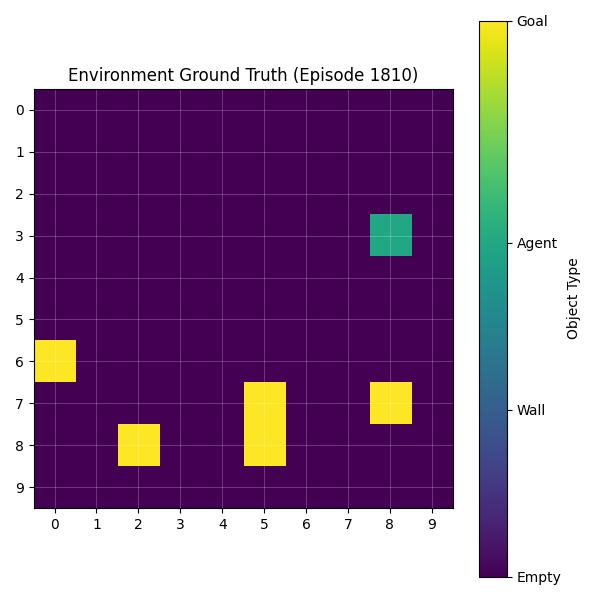 Environment Ground Truth (Episode 1810)
Goal
Agent
Wall
Empty
Object Type
0
1
2
3
4
5
6
7
8
9
0 1 2 3 4 5 6 7 8 9